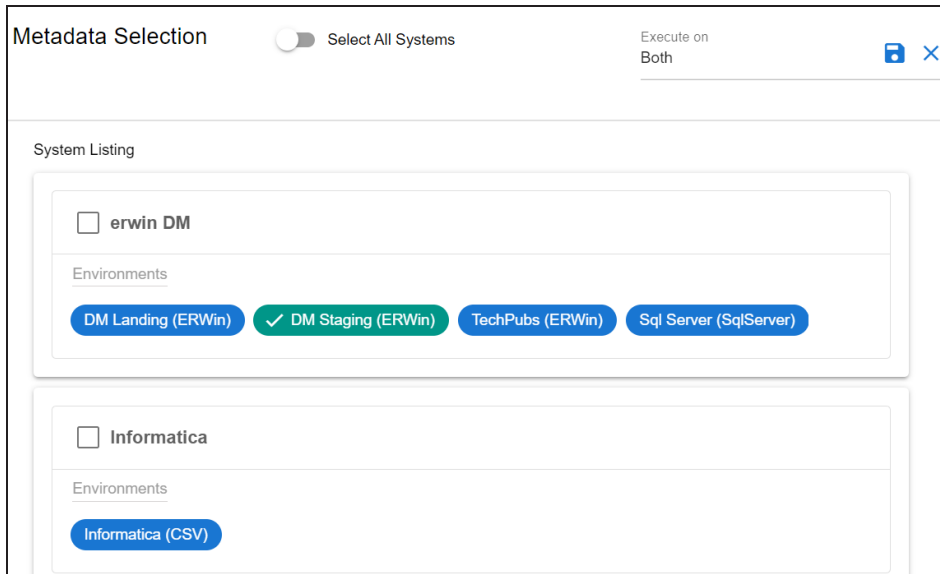 Metadata Selection
Select All Systems
Execute on
Both
System Listing
erwin DM
Environments
DM Landing (ERWin)
DM Staging (ERWin)
TechPubs (ERWin)
Sql Server (SqlServer)
Informatica
Environments
Informatica (CSV)